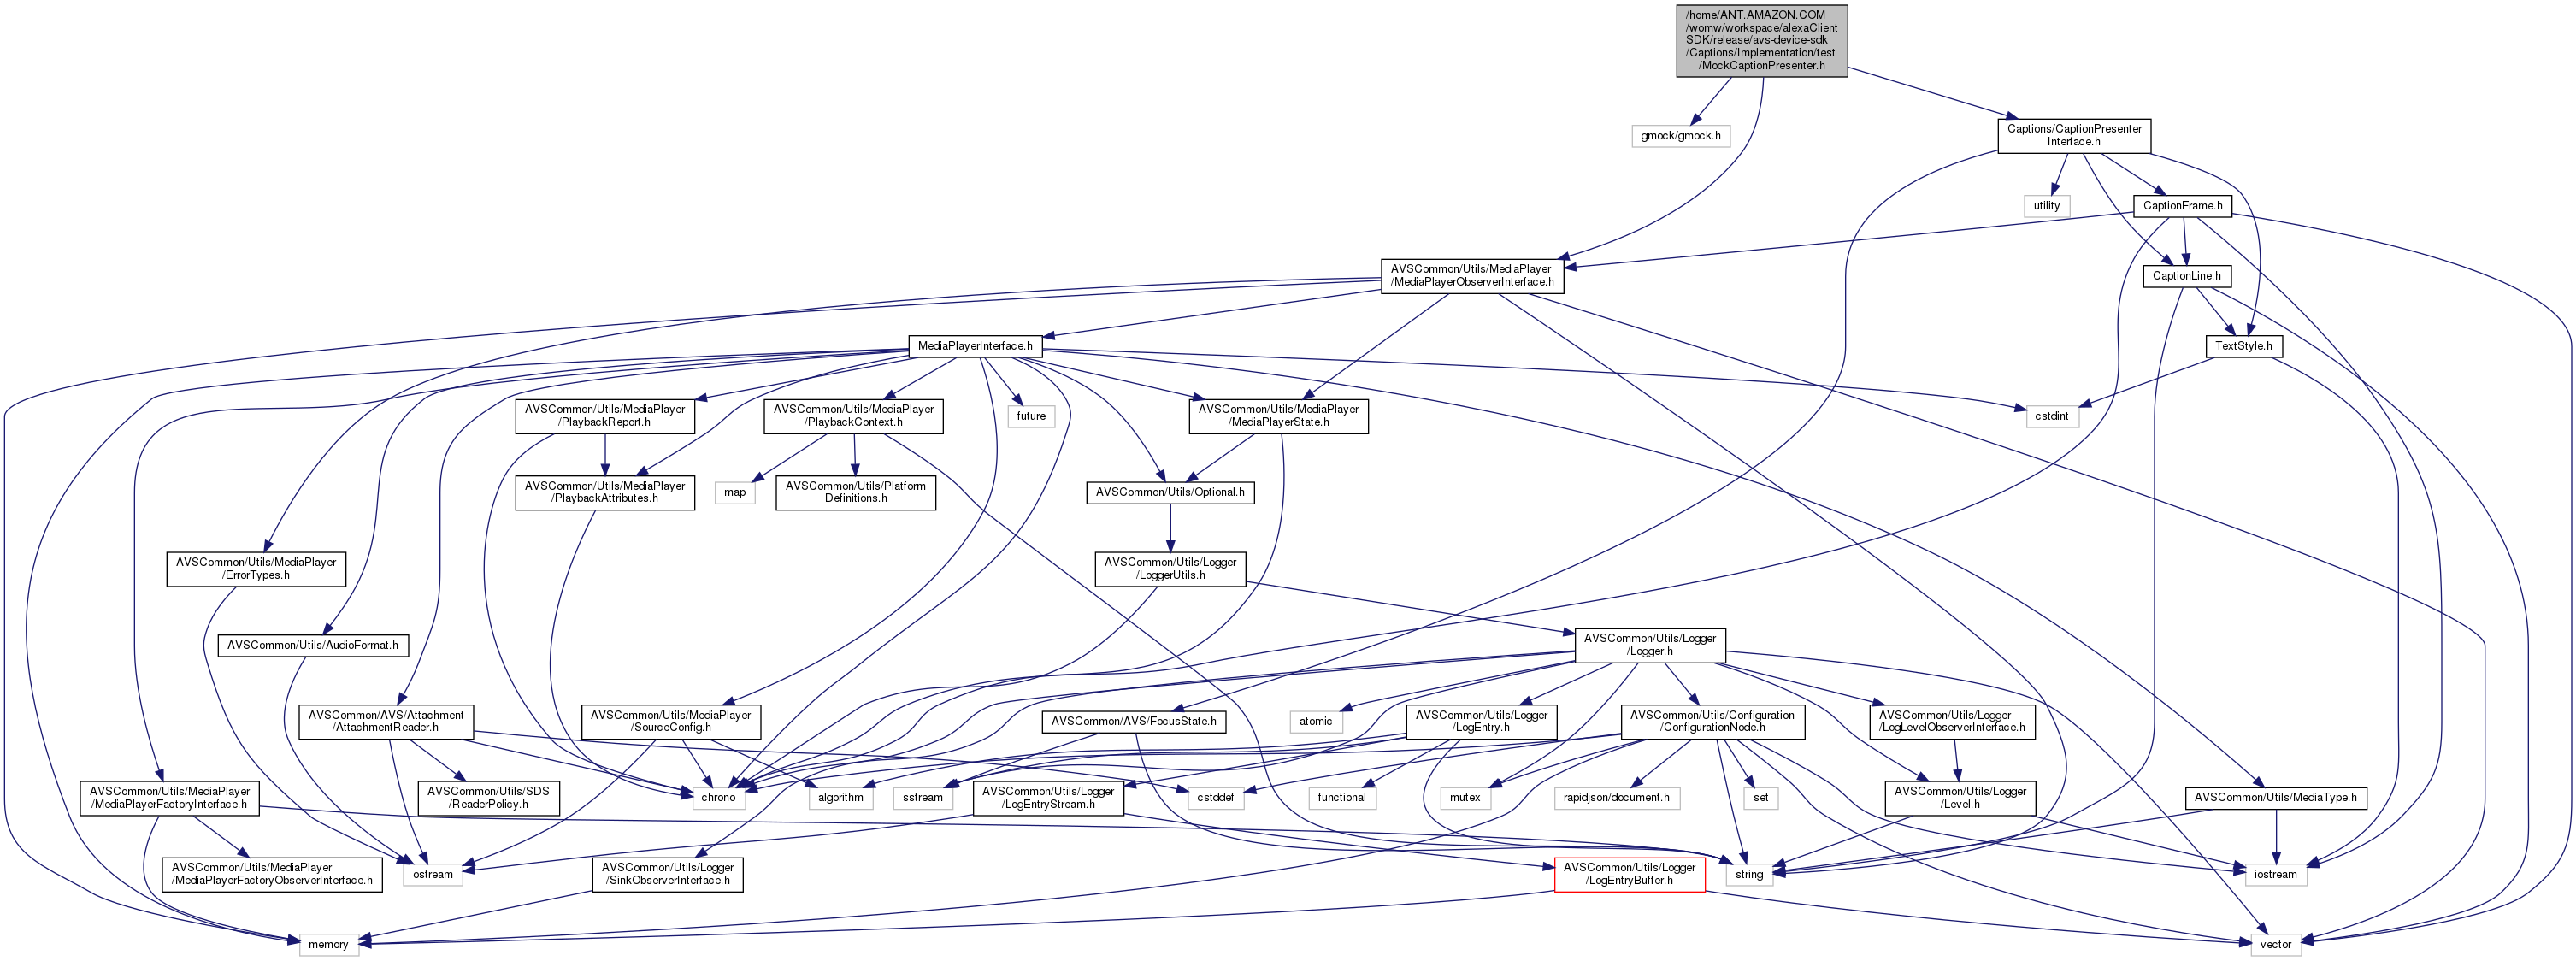 /home/ANT.AMAZON.COM
/womw/workspace/alexaClient
SDK/release/avs-device-sdk
/Captions/Implementation/test
/MockCaptionPresenter.h
gmock/gmock.h
Captions/CaptionPresenter
Interface.h
utility
CaptionFrame.h
AVSCommon/Utils/MediaPlayer
/MediaPlayerObserverInterface.h
CaptionLine.h
MediaPlayerInterface.h
TextStyle.h
AVSCommon/Utils/MediaPlayer
/PlaybackReport.h
AVSCommon/Utils/MediaPlayer
/PlaybackContext.h
future
AVSCommon/Utils/MediaPlayer
/MediaPlayerState.h
cstdint
AVSCommon/Utils/MediaPlayer
/PlaybackAttributes.h
map
AVSCommon/Utils/Platform
Definitions.h
AVSCommon/Utils/Optional.h
AVSCommon/Utils/MediaPlayer
/ErrorTypes.h
AVSCommon/Utils/Logger
/LoggerUtils.h
AVSCommon/Utils/AudioFormat.h
AVSCommon/Utils/Logger
/Logger.h
AVSCommon/AVS/Attachment
/AttachmentReader.h
AVSCommon/Utils/MediaPlayer
/SourceConfig.h
AVSCommon/AVS/FocusState.h
atomic
AVSCommon/Utils/Logger
/LogEntry.h
AVSCommon/Utils/Configuration
/ConfigurationNode.h
AVSCommon/Utils/Logger
/LogLevelObserverInterface.h
AVSCommon/Utils/MediaPlayer
/MediaPlayerFactoryInterface.h
AVSCommon/Utils/SDS
/ReaderPolicy.h
chrono
algorithm
sstream
AVSCommon/Utils/Logger
/LogEntryStream.h
cstddef
functional
mutex
rapidjson/document.h
set
AVSCommon/Utils/Logger
/Level.h
AVSCommon/Utils/MediaType.h
AVSCommon/Utils/MediaPlayer
/MediaPlayerFactoryObserverInterface.h
ostream
AVSCommon/Utils/Logger
/SinkObserverInterface.h
AVSCommon/Utils/Logger
/LogEntryBuffer.h
string
iostream
memory
vector